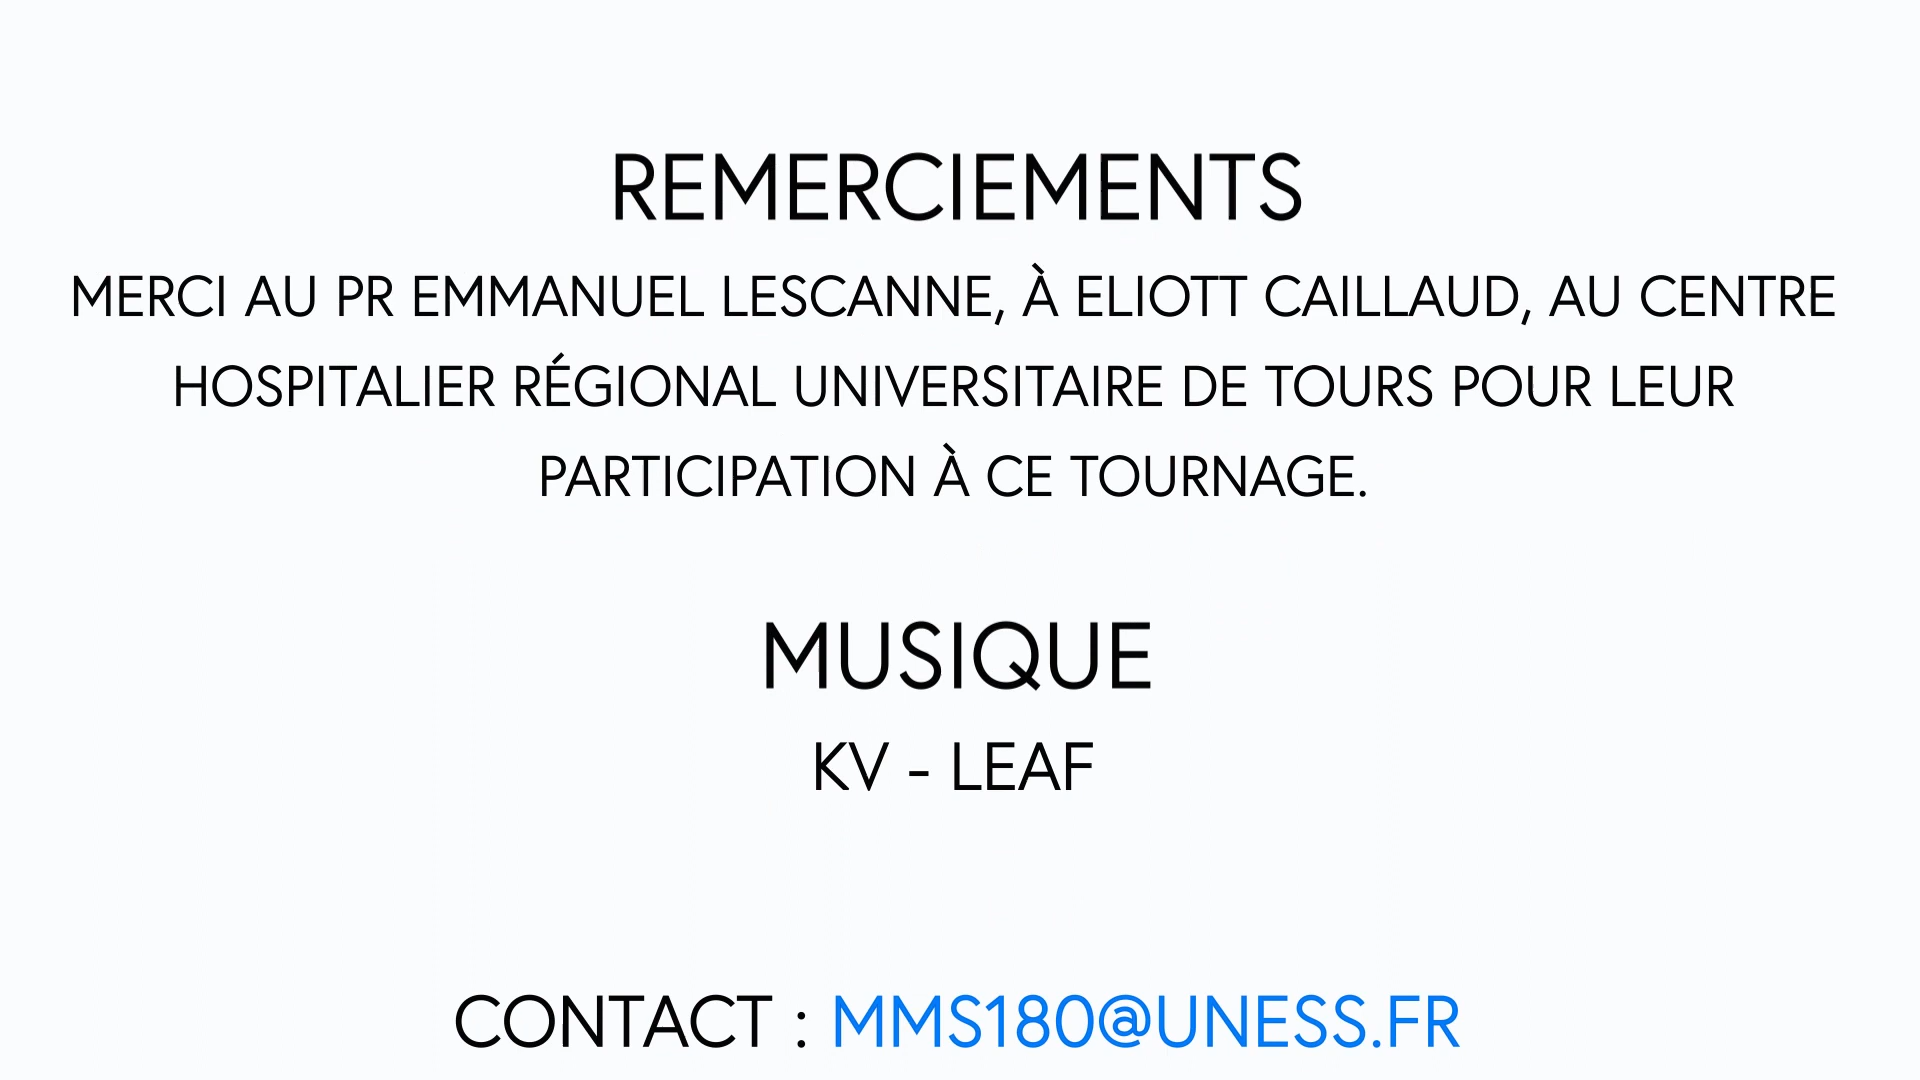 REMERCIEMENTS
MERCI AU PR EMMANUEL LESCANNE, À ELIOTT CAILLAUD, AU CENTRE
HOSPITALIER RÉGIONAL UNIVERSITAIRE DE TOURS POUR LEUR
PARTICIPATION À CE TOURNAGE.
MUSIQUE
KV - LEAF
CONTACT : MMS180@UNESS.FR